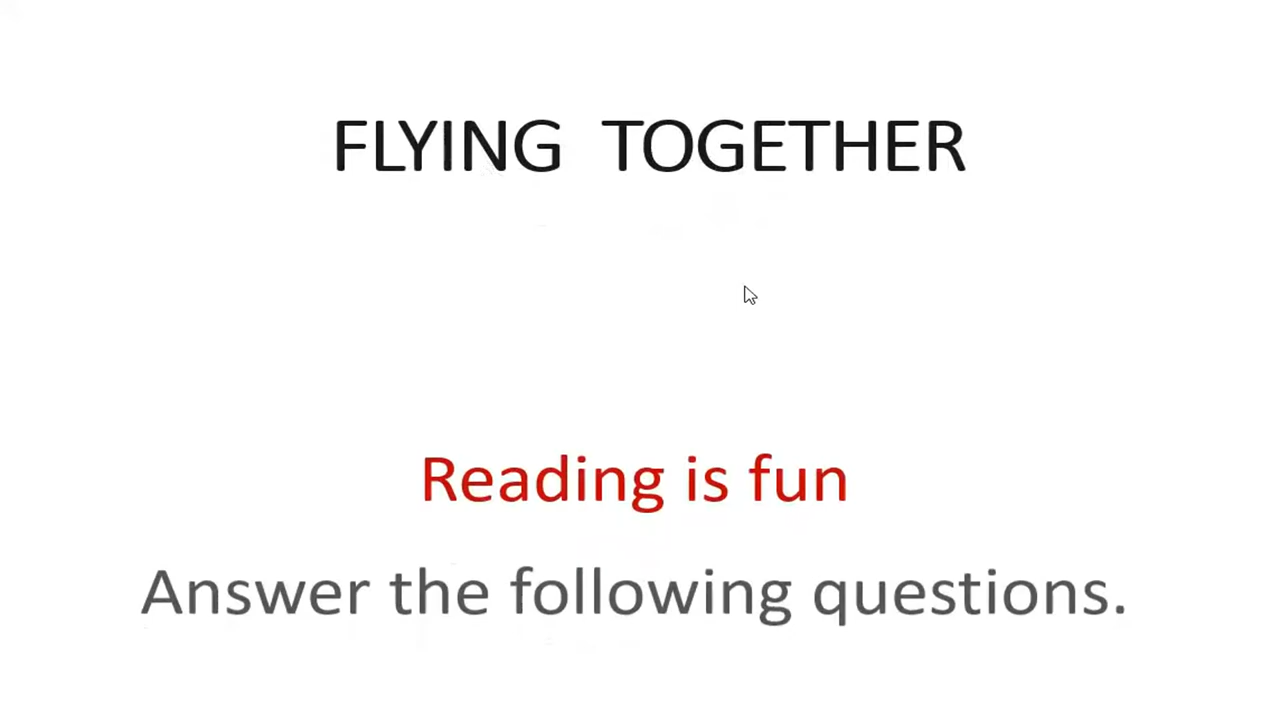 FLYING TOGETHER
Reading is fun
Answer the following questions.